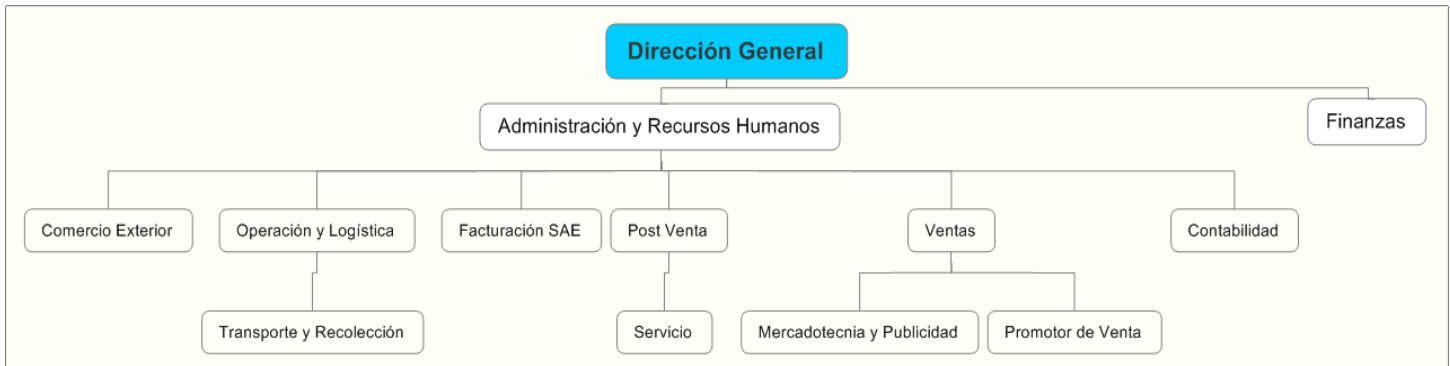 Dirección General
Administración y Recursos Humanos
Finanzas
Comercio Exterior
Operación y Logística
Facturación SAE
Post Venta
Ventas
Contabilidad
Transporte y Recolección
Servicio
Mercadotecnia y Publicidad
Promotor de Venta